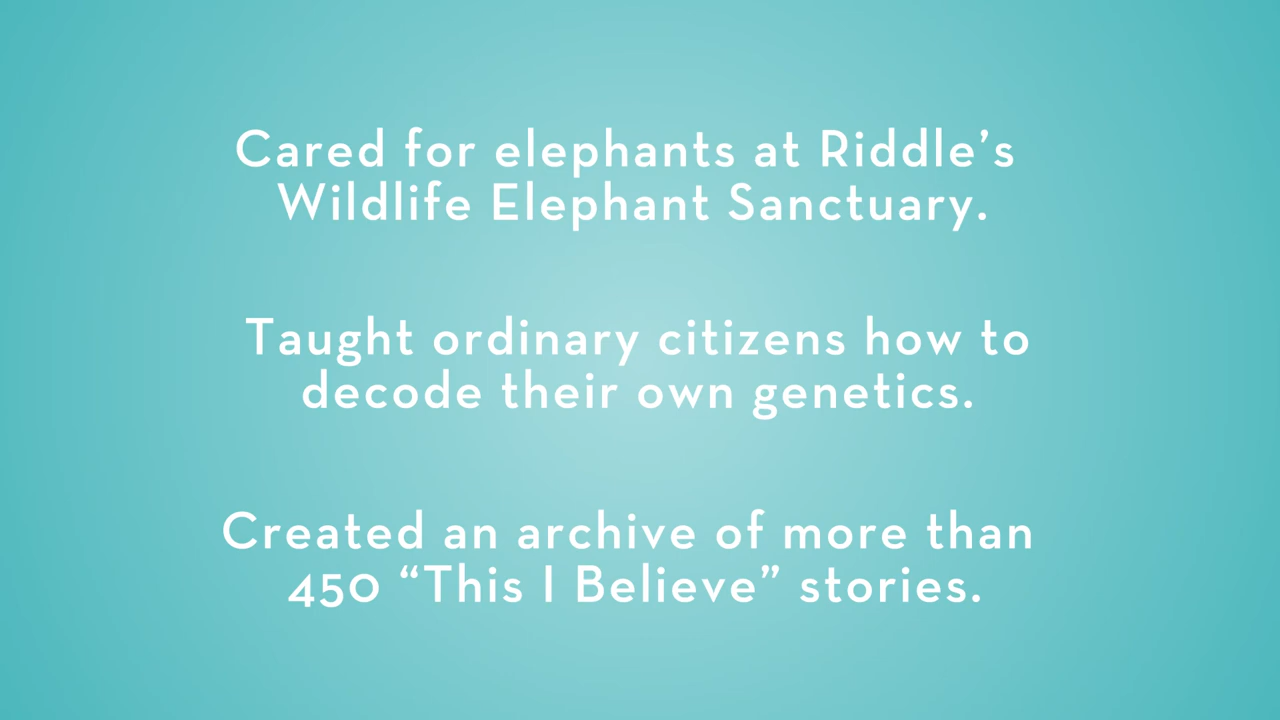 Cared for elephants at Riddle’s
Wildlife Elephant Sanctuary.
Taught ordinary citizens how to
decode their own genetics.
Created an archive of more than
450 “This I Believe” stories.